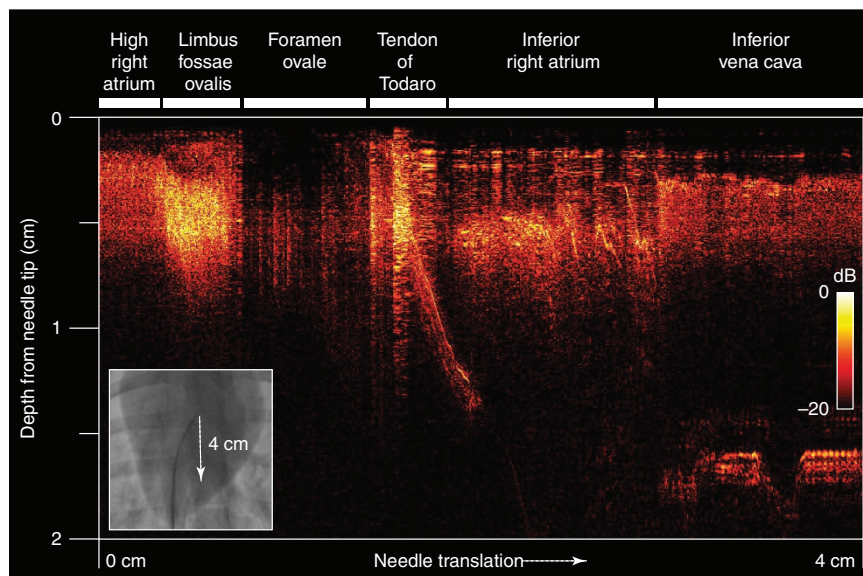 High
right
atrium
Limbus
fossae
ovalis
Foramen
ovale
Tendon
of
Todaro
Inferior
right atrium
Inferior
vena cava
0
1
2
Depth from needle tip (cm)
dB
0
–20
4 cm
0 cm
Needle translation
4 cm